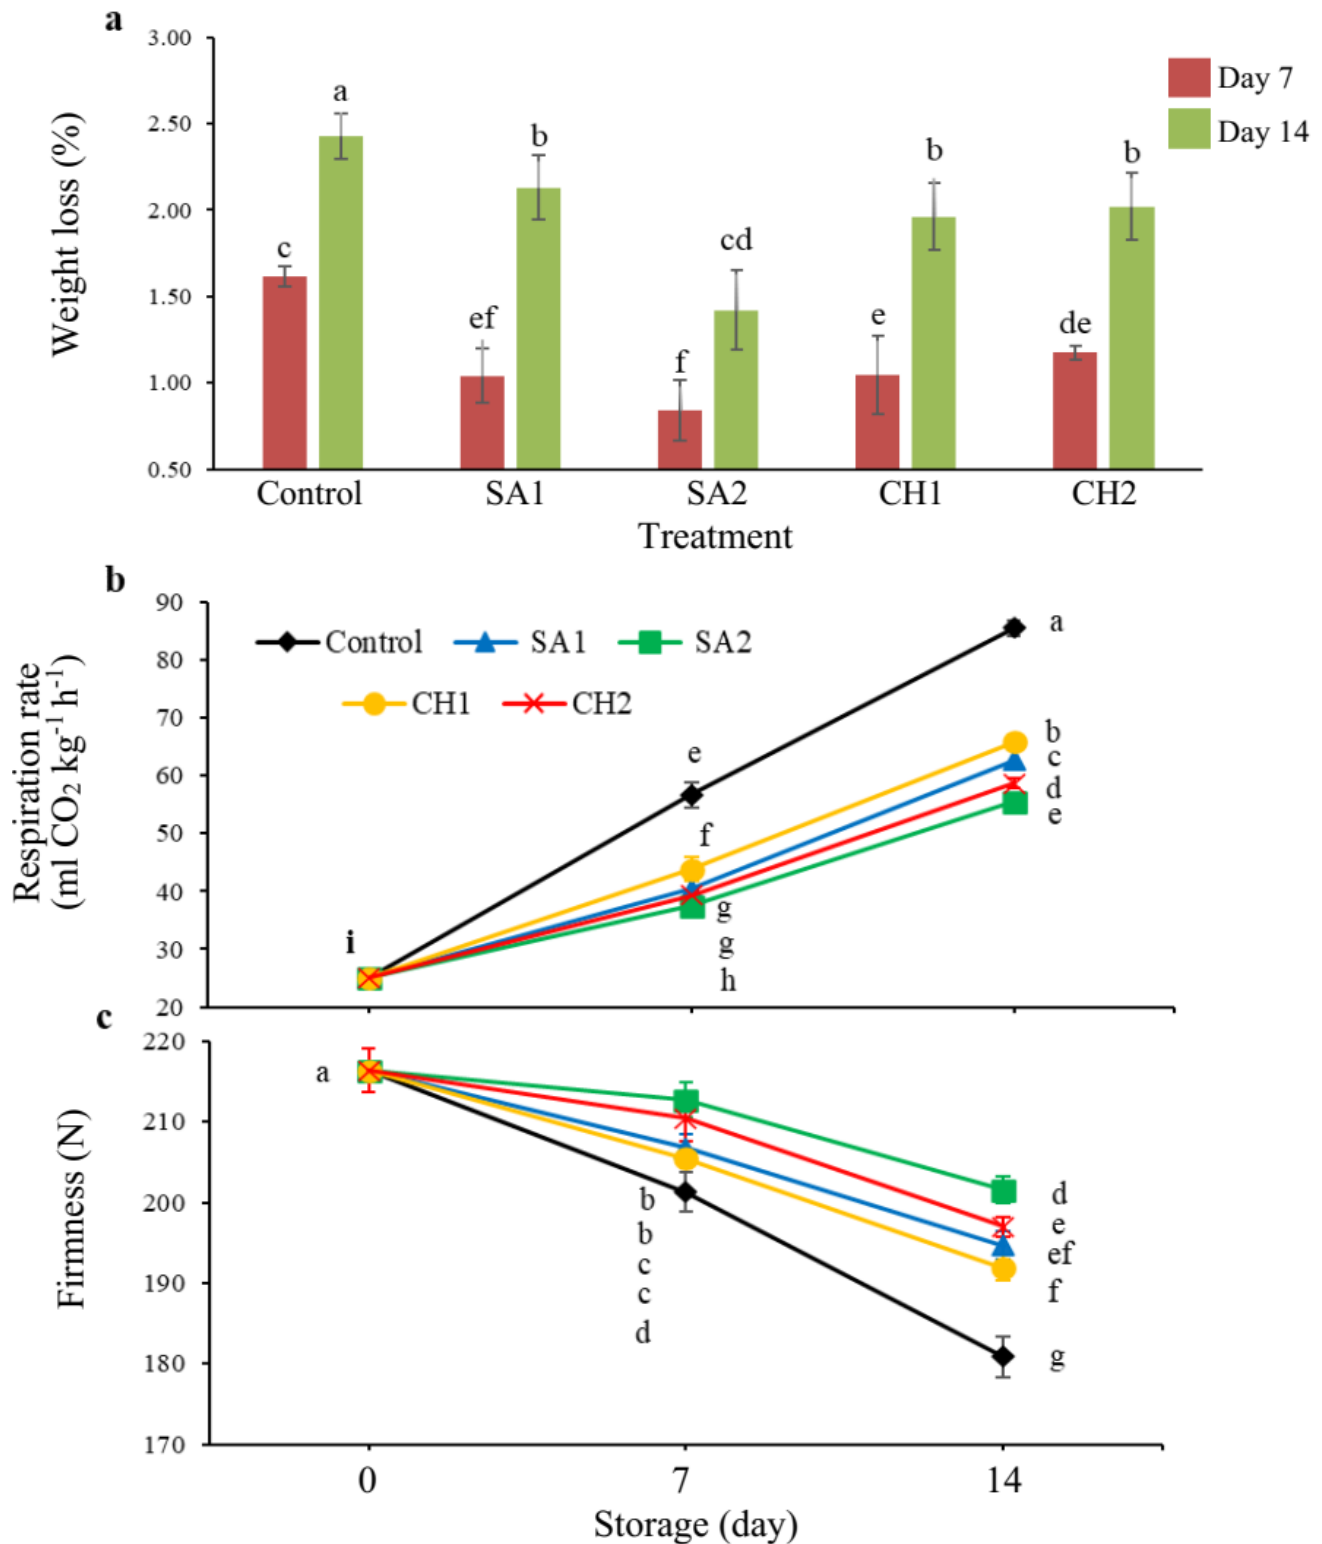 a
3.00
2.50
2.00
1.50
1.00
0.50
Weight loss (%)
Day 7
Day 14
c a ef b f cd e b de b
Control SA1 SA2 CH1 CH2
Treatment
b
90
80
70
60
50
40
30
20
Respiration rate
(ml CO₂ kg⁻¹ h⁻¹)
Control SA1 SA2
CH1 CH2
i
e
f
g
g
h
a
b
c
d
e
c
220
210
200
190
180
170
Firmness (N)
a
b
b
c
c
d
d
e
ef
f
g
0 7 14
Storage (day)